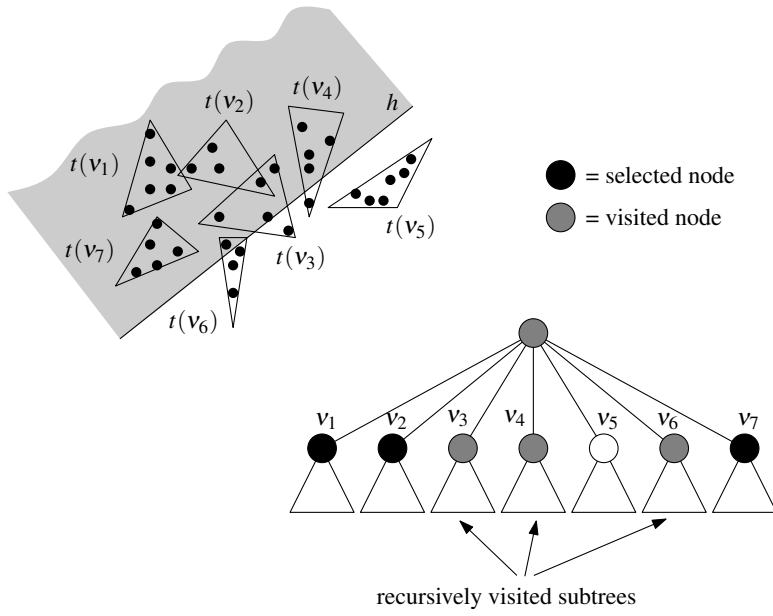 t(ν₄)
h
t(ν₂)
t(ν₁)
t(ν₅)
t(ν₇)
t(ν₃)
t(ν₆)
= selected node
= visited node
ν₁ ν₂ ν₃ ν₄ ν₅ ν₆ ν₇
recursively visited subtrees